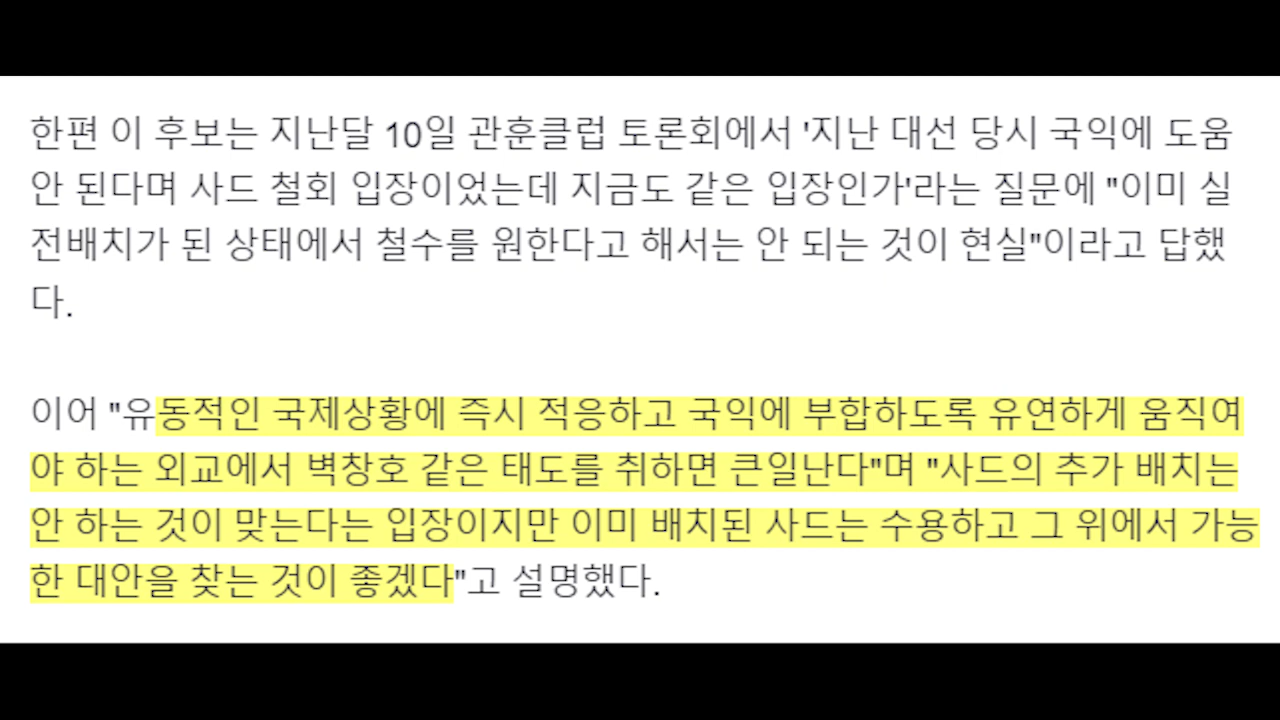 한편 이 후보는 지난달 10일 관훈클럽 토론회에서 '지난 대선 당시 국익에 도움
안 된다며 사드 철회 입장이었는데 지금도 같은 입장인가'라는 질문에 "이미 실
전배치가 된 상태에서 철수를 원한다고 해서는 안 되는 것이 현실"이라고 답했
다.
이어 "유동적인 국제상황에 즉시 적응하고 국익에 부합하도록 유연하게 움직여
야 하는 외교에서 벽창호 같은 태도를 취하면 큰일난다"며 "사드의 추가 배치는
안 하는 것이 맞는다는 입장이지만 이미 배치된 사드는 수용하고 그 위에서 가능
한 대안을 찾는 것이 좋겠다"고 설명했다.